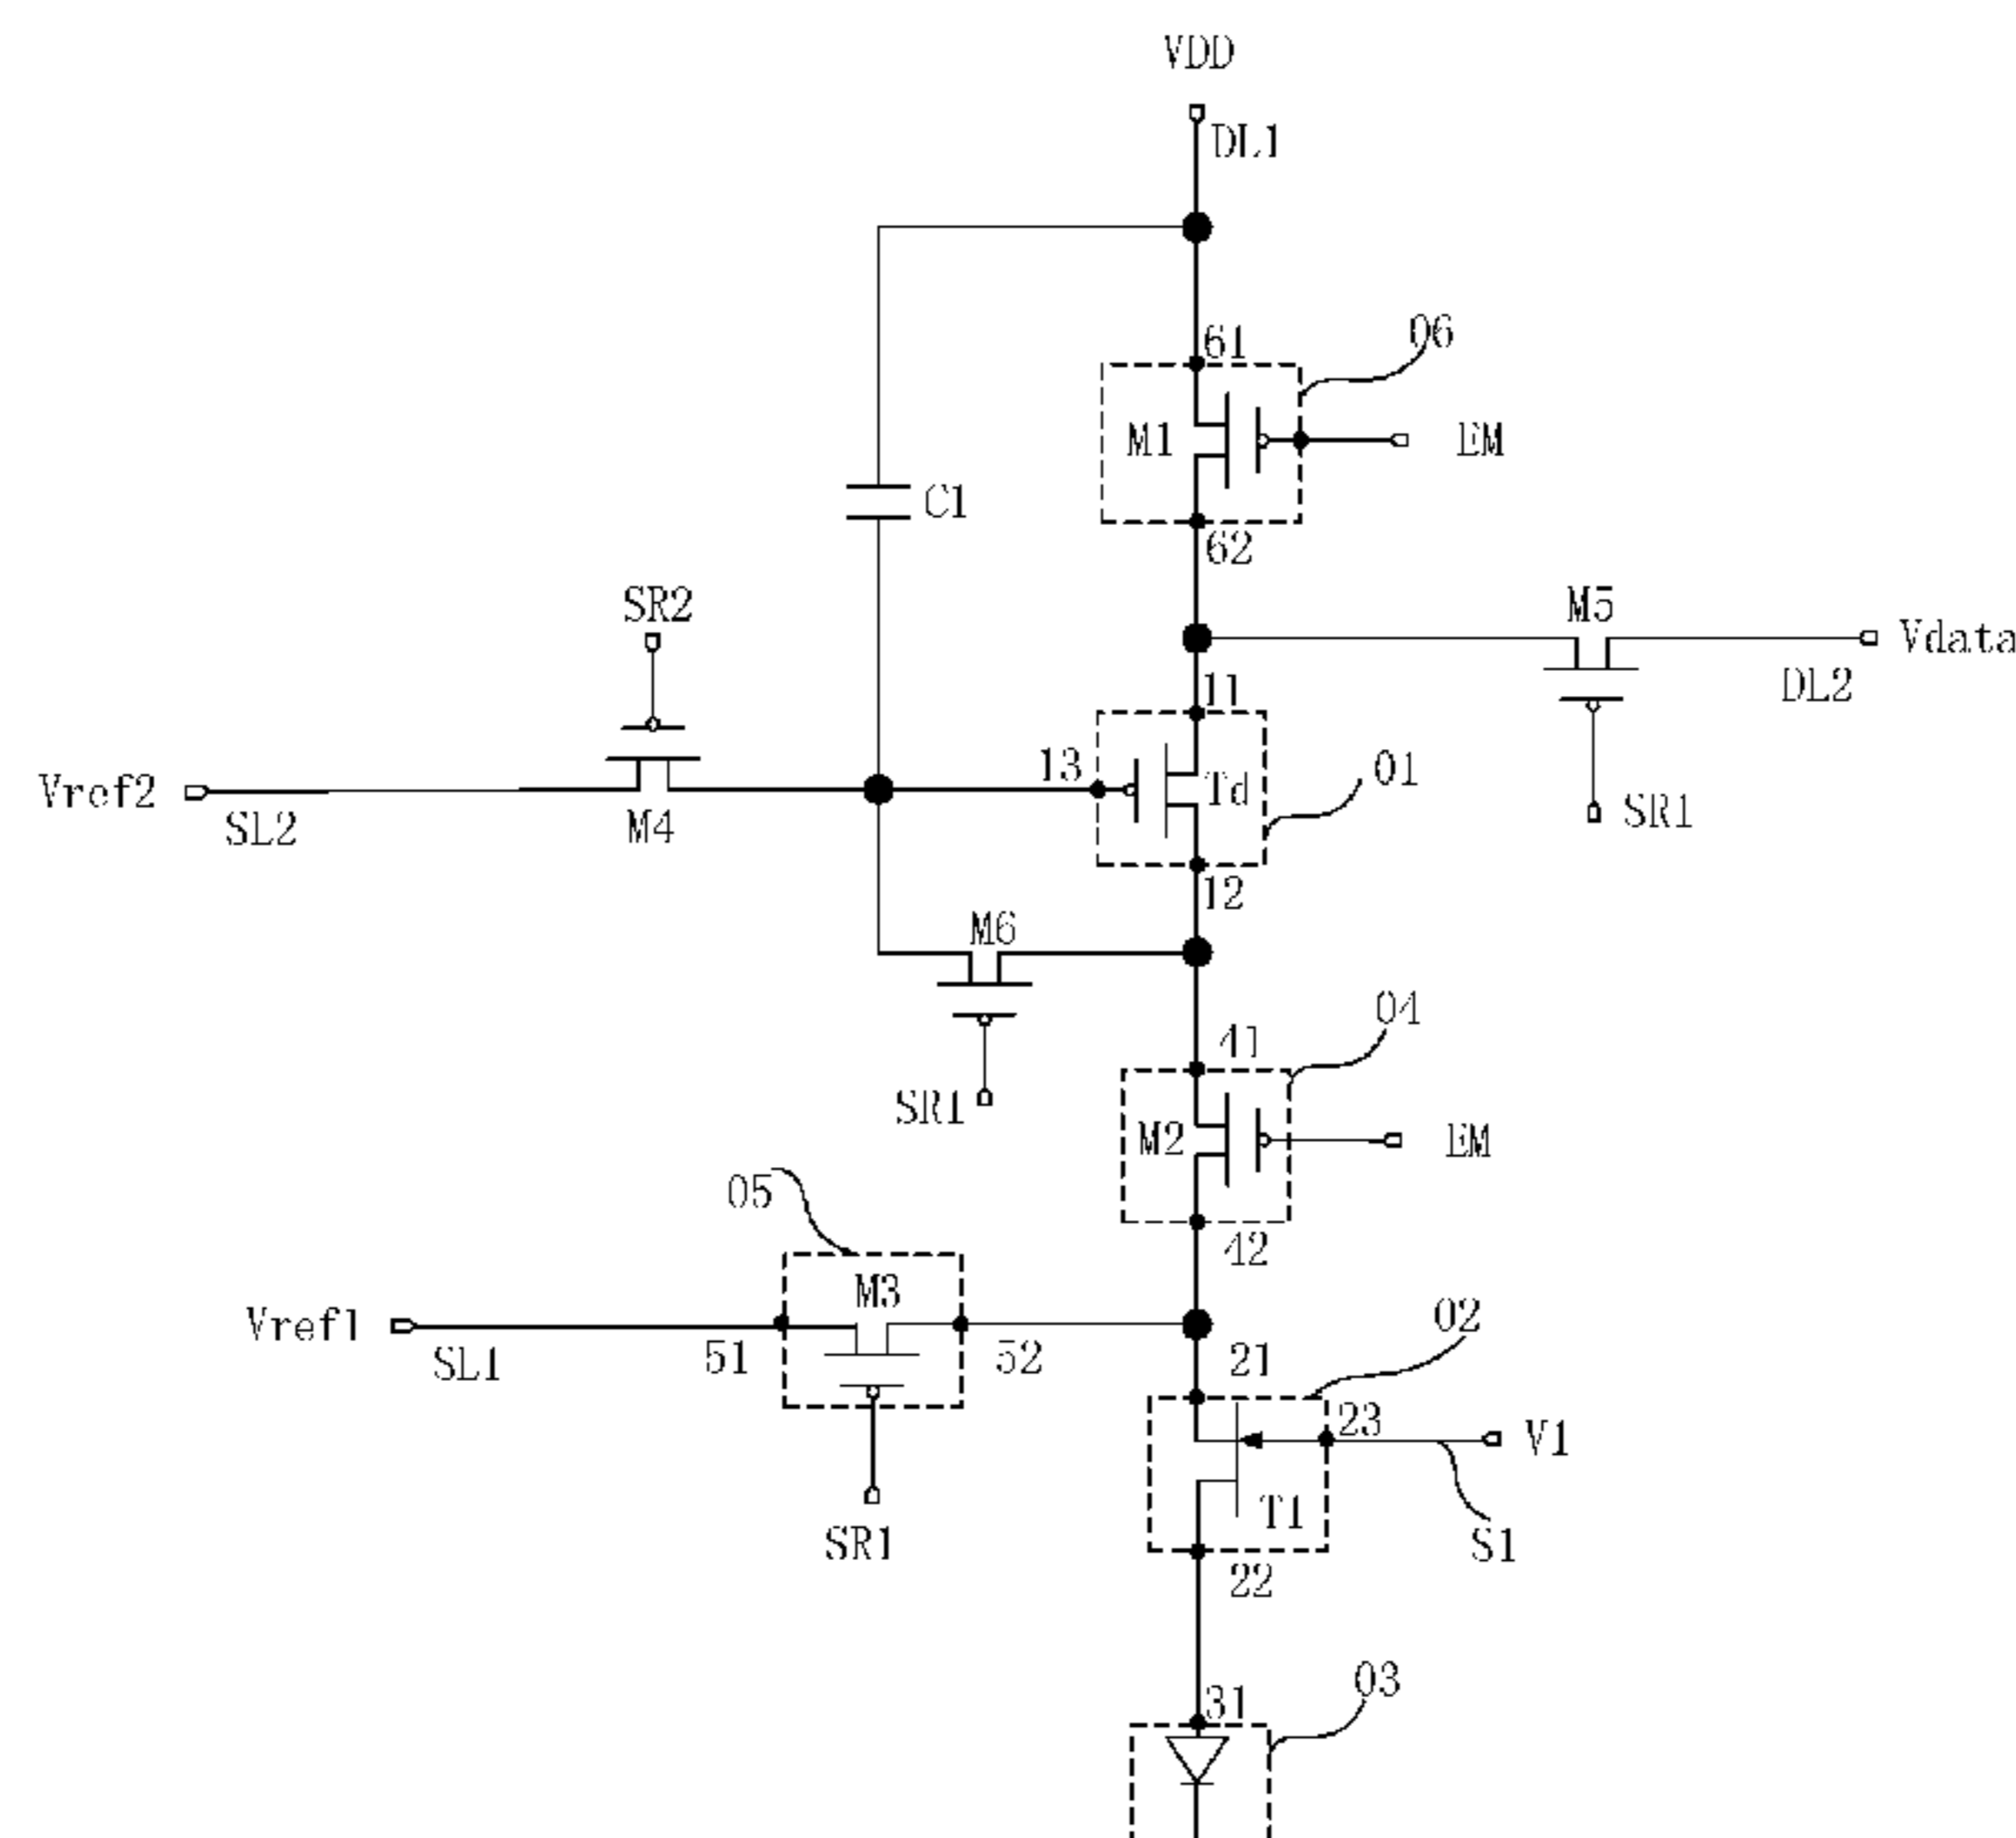 VDD
DL1
61
06
M1
EM
C1
62
SR2
M5
Vdata
11
DL2
13
Td
01
Vref2
SL2
M4
SR1
12
M6
04
41
SR1
M2
EM
05
42
M3
02
Vref1
SL1
51
52
21
23
V1
T1
SR1
S1
22
03
31